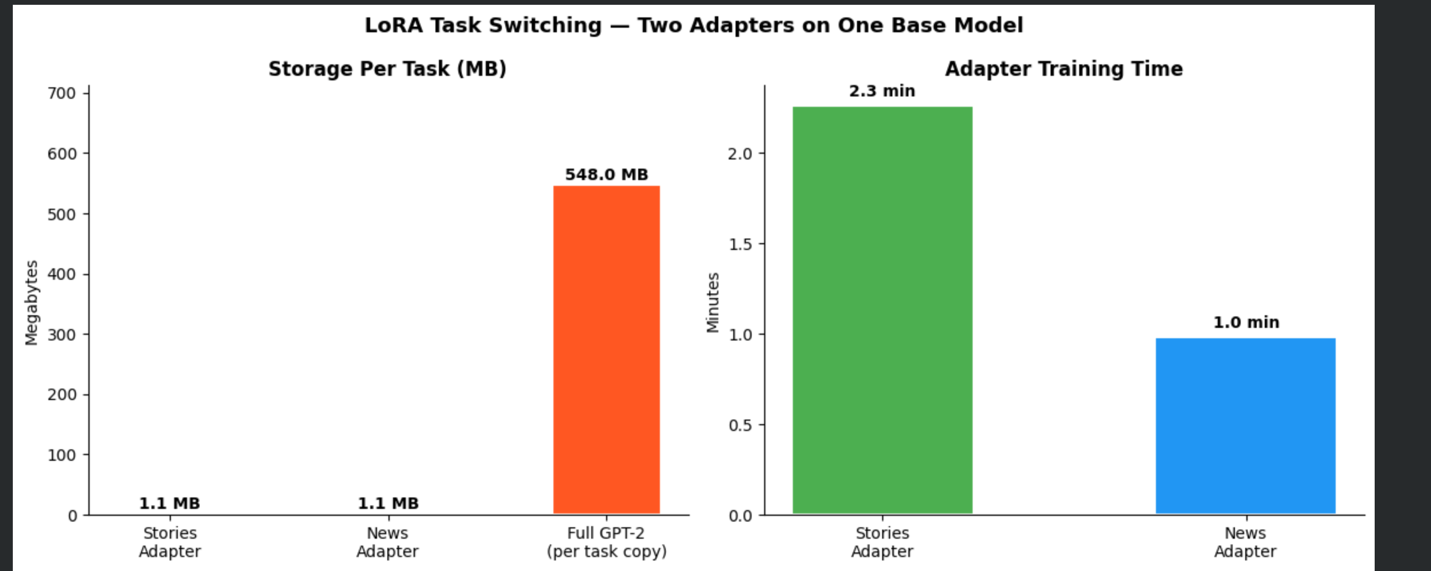 LoRA Task Switching — Two Adapters on One Base Model
Storage Per Task (MB)
700
600
500
400
300
200
100
0
Megabytes
1.1 MB
1.1 MB
548.0 MB
Stories
Adapter
News
Adapter
Full GPT-2
(per task copy)
Adapter Training Time
2.0
1.5
1.0
0.5
0.0
Minutes
2.3 min
1.0 min
Stories
Adapter
News
Adapter